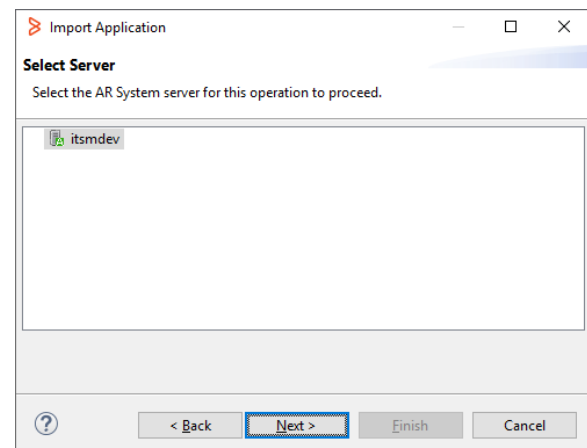 Import Application
Select Server
Select the AR System server for this operation to proceed.
itsmdev
?
< Back
Next >
Finish
Cancel